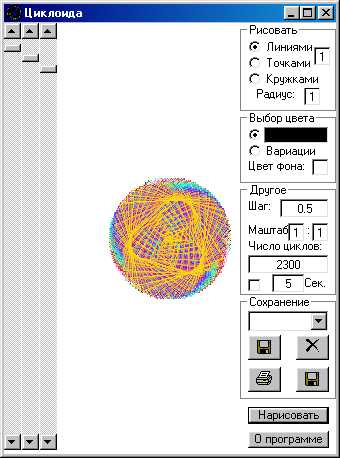 Циклоида
Рисовать
Линиями
1
Точками
Кружками
Радиус: 1
Выбор цвета
Вариации
Цвет фона:
Другое
Шаг: 0.5
Маштаб 1 : 1
Число циклов:
2300
5 Сек.
Сохранение
Нарисовать
О программе